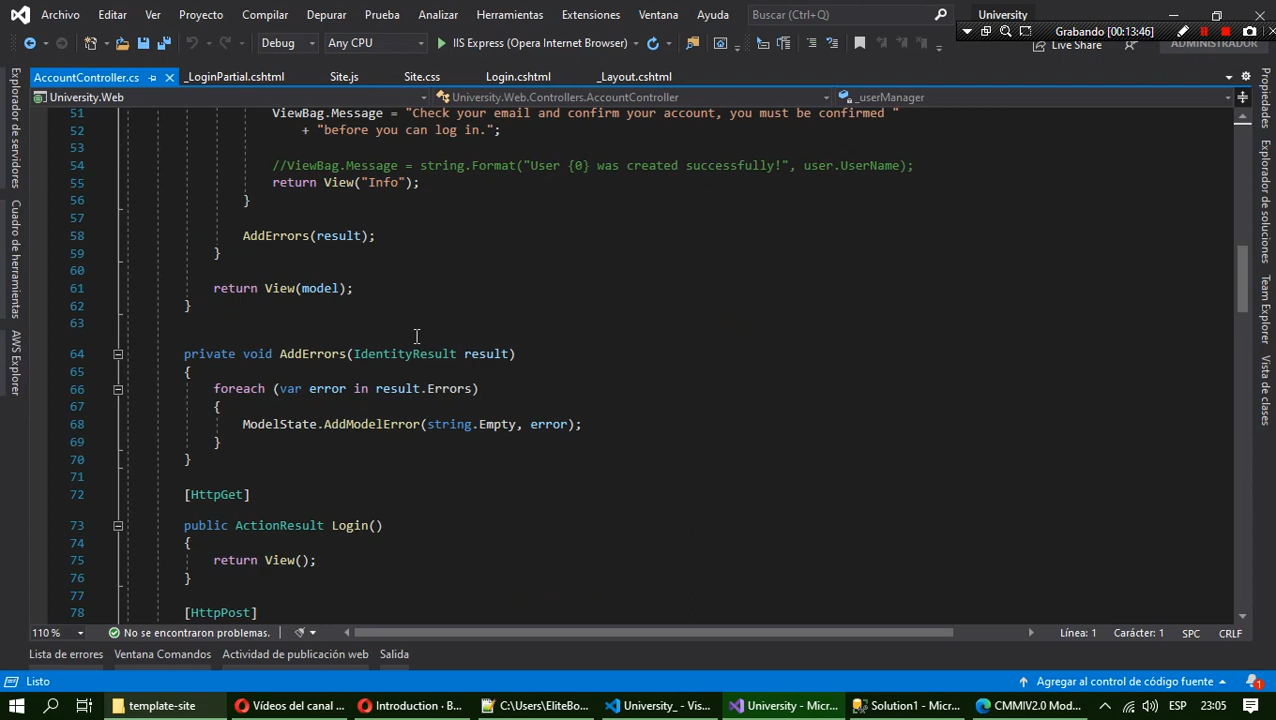 Archivo Editar Ver Proyecto Compilar Depurar Prueba Analizar Herramientas Extensiones Ventana Ayuda Buscar (Ctrl+Q) University
Grabando [00:13:46]
Debug Any CPU IIS Express (Opera Internet Browser) Live Share ADMINISTRADOR
AccountController.cs _LoginPartial.cshtml Site.js Site.css Login.cshtml _Layout.cshtml
University.Web University.Web.Controllers.AccountController _userManager
51 ViewBag.Message = "Check your email and confirm your account, you must be confirmed "
52 + "before you can log in.";
53
54 //ViewBag.Message = string.Format("User {0} was created successfully!", user.UserName);
55 return View("Info");
56 }
57
58 AddErrors(result);
59 }
60
61 return View(model);
62 }
63
64 private void AddErrors(IdentityResult result)
65 {
66 foreach (var error in result.Errors)
67 {
68 ModelState.AddModelError(string.Empty, error);
69 }
70 }
71
72 [HttpGet]
73 public ActionResult Login()
74 {
75 return View();
76 }
77
78 [HttpPost]
Explorador de servidores
Cuadro de herramientas
AWS Explorer
Propiedades
Explorador de soluciones
Team Explorer
Vista de clases
110 % No se encontraron problemas. Línea: 1 Carácter: 1 SPC CRLF
Lista de errores Ventana Comandos Actividad de publicación web Salida
Listo Agregar al control de código fuente 1
template-site Vídeos del canal ... Introduction · B... C:\Users\EliteBo... University_ - Vis... University - Micr... Solution1 - Micr... CMMIV2.0 Mod... ESP 23:05